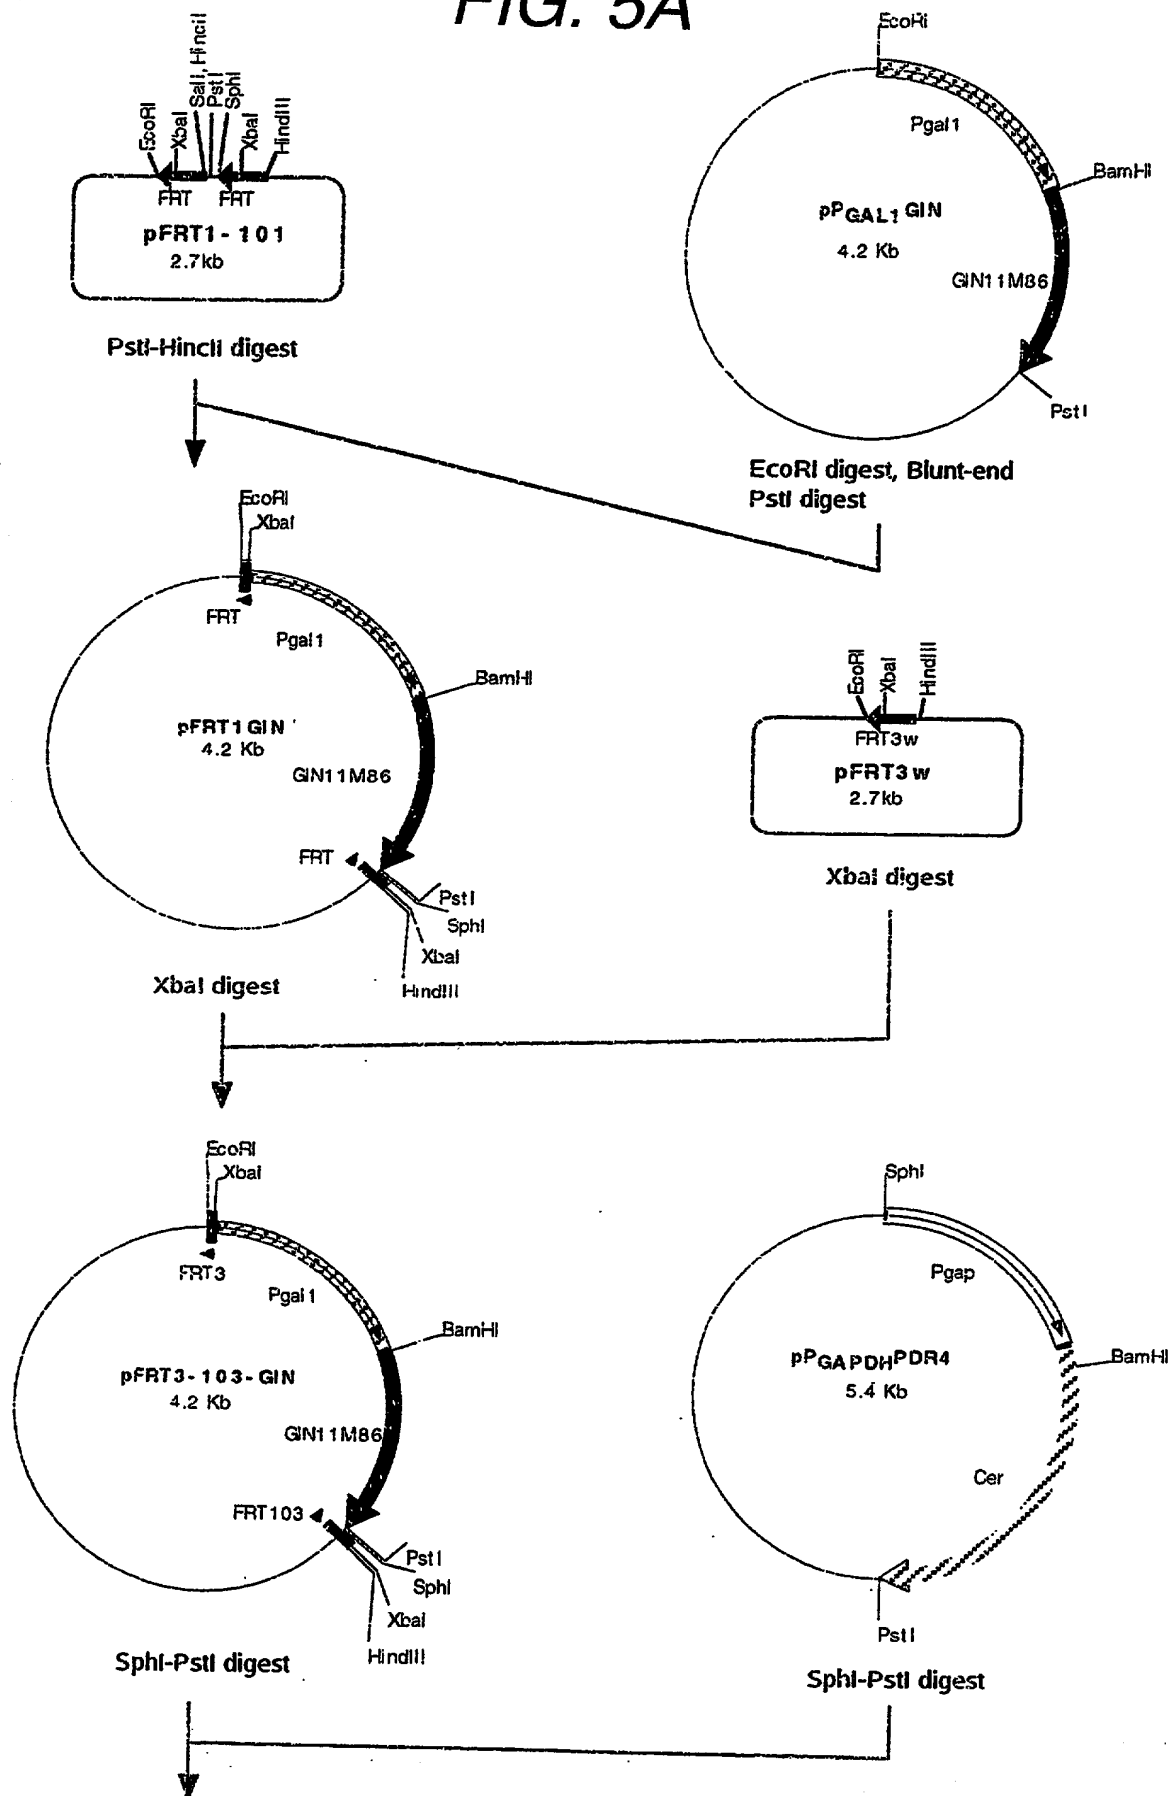 FIG. 5A
EcoRI
XbaI
SalI, HincII
PstI
SphI
XbaI
HindIII
FRT FRT
pFRT1-101
2.7kb
PstI-HincII digest
EcoRI
Pgal1
BamHI
pPGAL1GIN
4.2 Kb
GIN11M86
PstI
EcoRI digest, Blunt-end
PstI digest
EcoRI
XbaI
FRT
Pgal1
BamHI
pFRT1GIN
4.2 Kb
GIN11M86
FRT
PstI
SphI
XbaI
HindIII
XbaI digest
EcoRI
XbaI
HindIII
FRT3w
pFRT3w
2.7kb
XbaI digest
EcoRI
XbaI
FRT3
Pgal1
BamHI
pFRT3-103-GIN
4.2 Kb
GIN11M86
FRT103
PstI
SphI
XbaI
HindIII
SphI-PstI digest
SphI
Pgap
pPGAPDHPDR4
5.4 Kb
BamHI
Cer
PstI
SphI-PstI digest